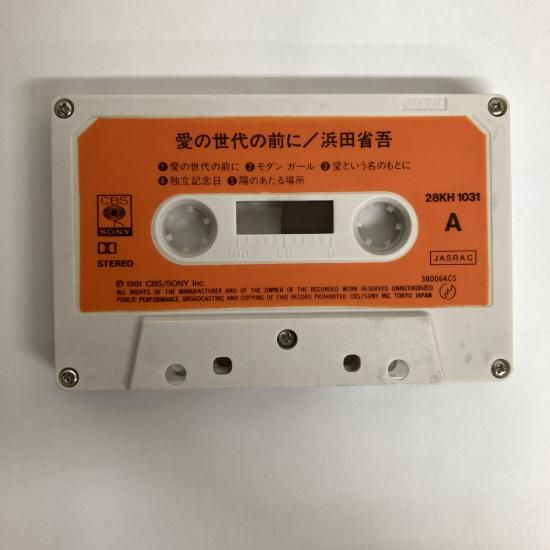 JAPAN
愛の世代の前に/浜田省吾
❶愛の世代の前に ❷モダン ガール ❸愛という名のもとに
❹独立記念日 ❺陽のあたる場所
CBS
SONY
STEREO
28KH 1031
A
JASRAC
100 50 0
380064CS
Ⓟ1981 CBS/SONY Inc.
ALL RIGHTS OF THE MANUFACTURER AND OF THE OWNER OF THE RECORDED WORK RESERVED UNAUTHORIZED
PUBLIC PERFORMANCE, BROADCASTING AND COPYING OF THIS RECORD PROHIBITED CBS/SONY INC. TOKYO JAPAN